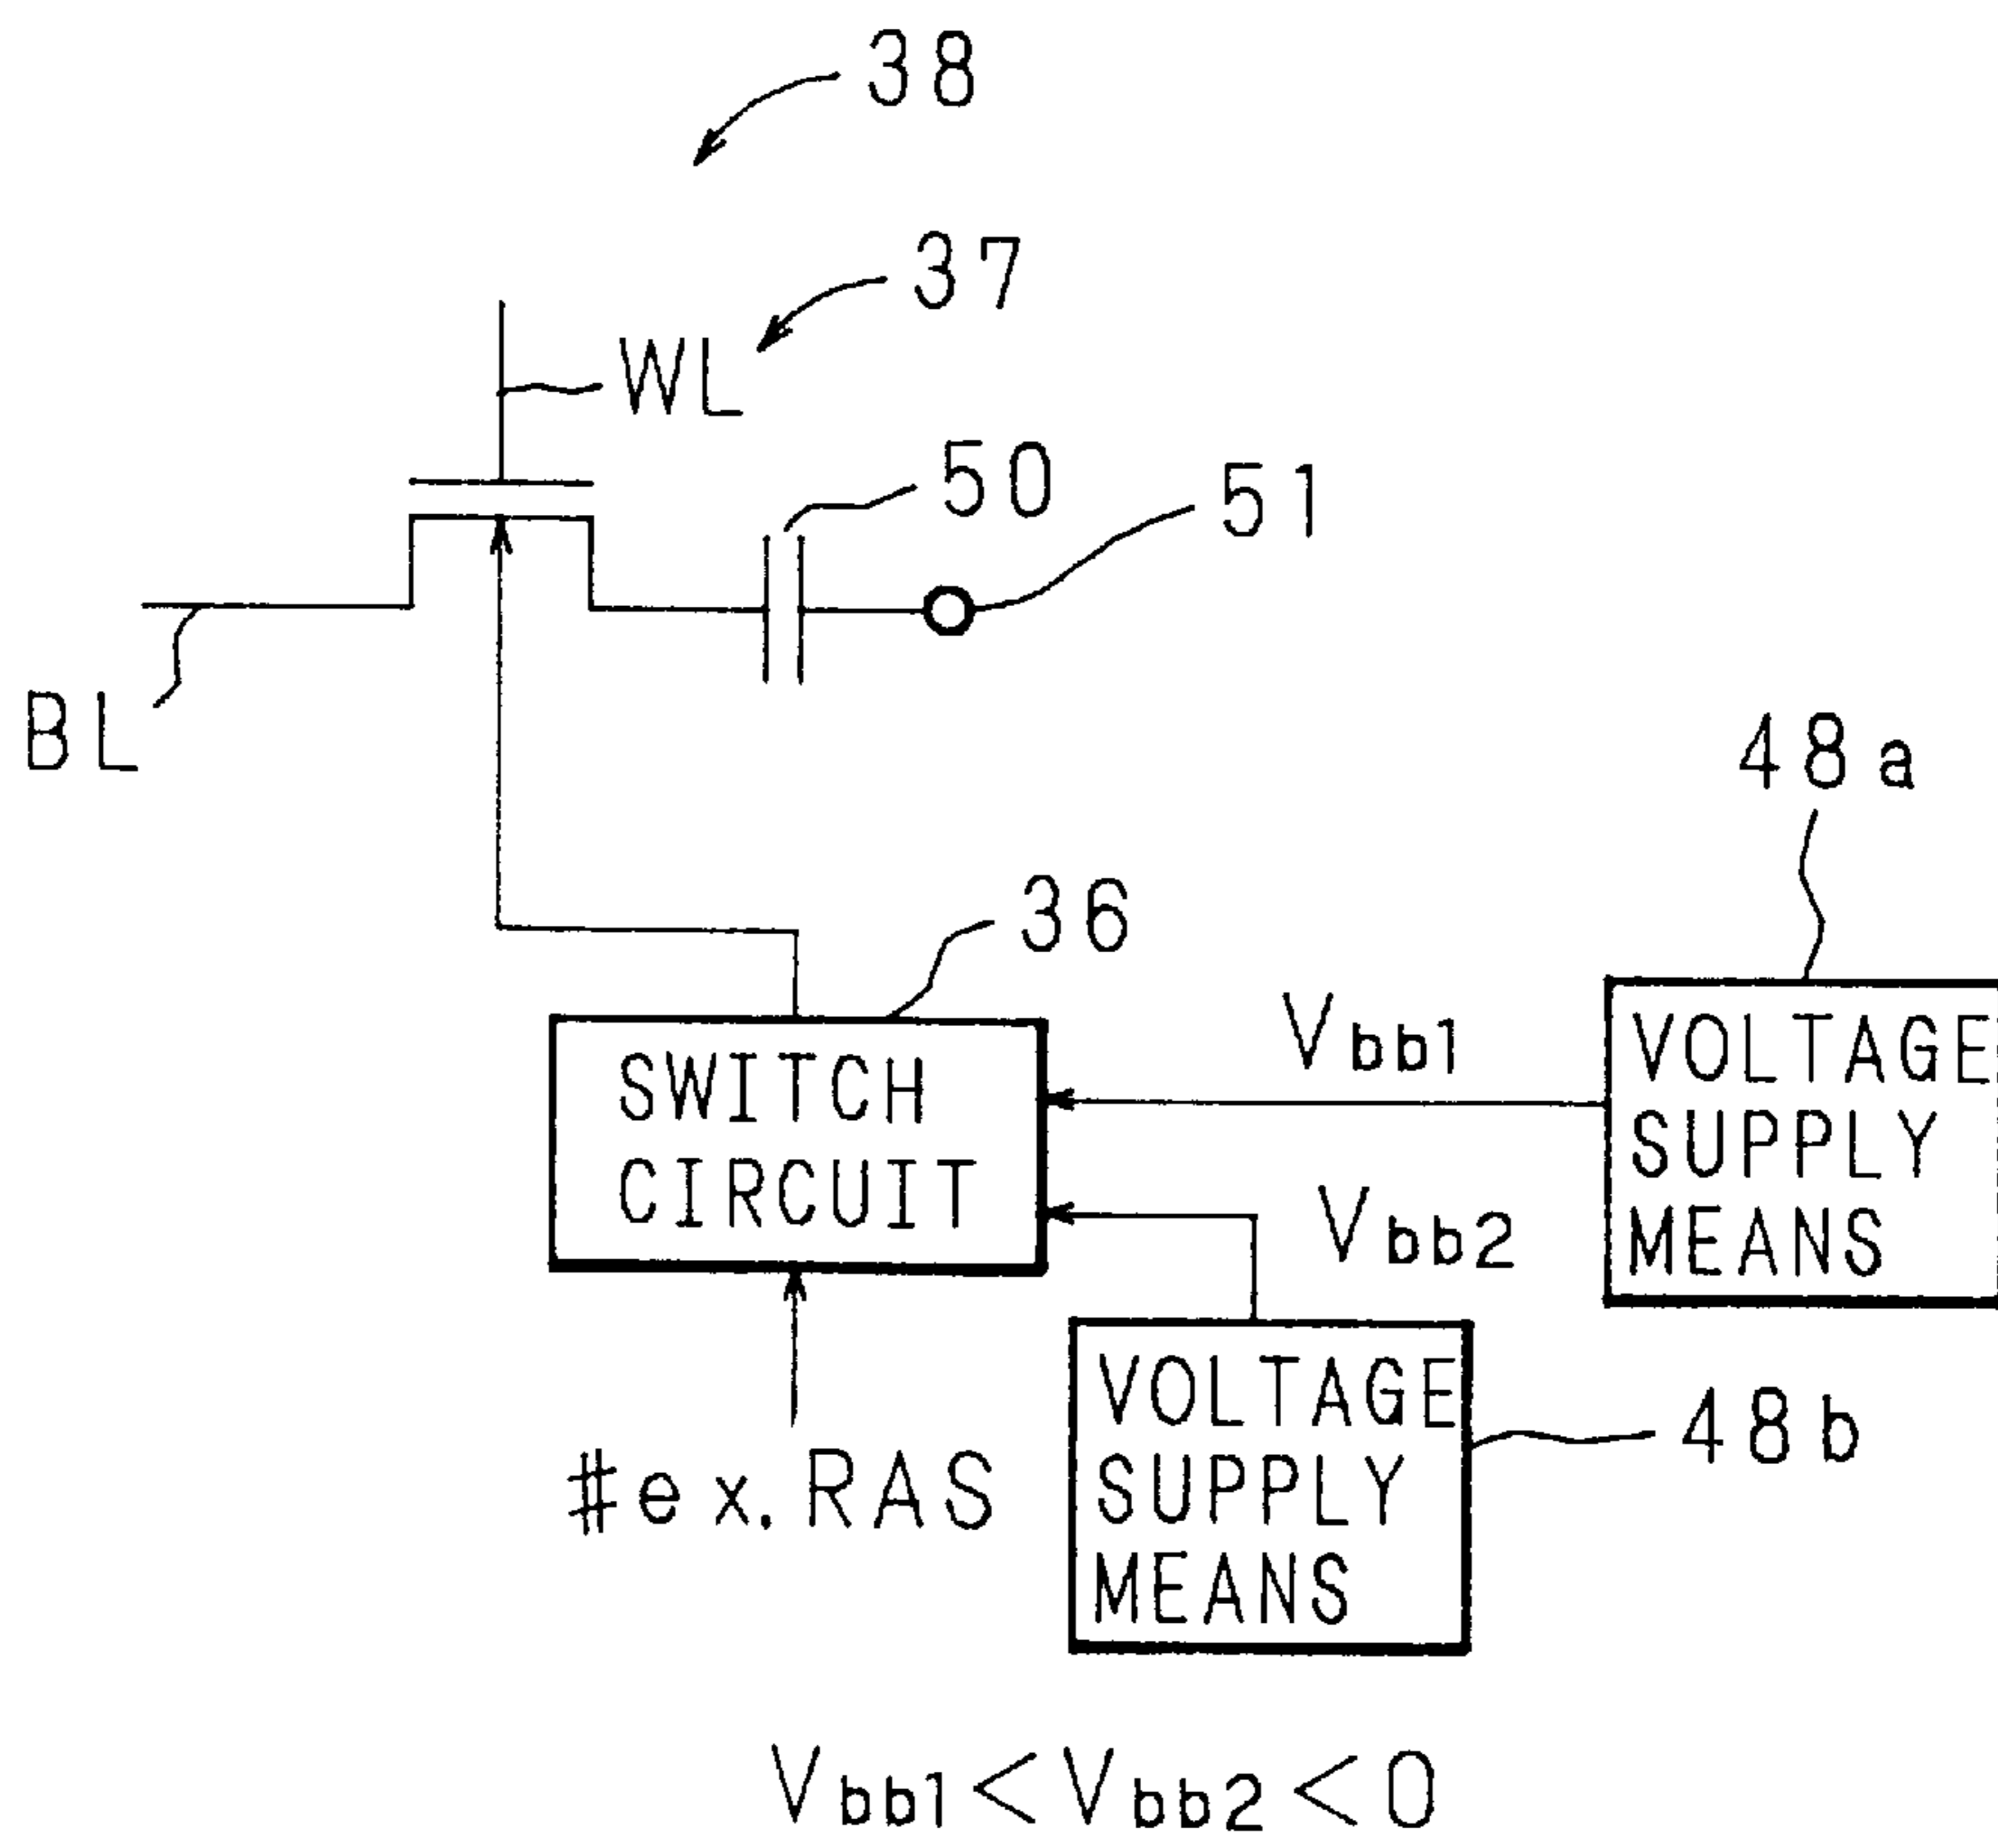 38
37
WL
50
51
BL
48a
36
Vbb1
VOLTAGE
SUPPLY
MEANS
SWITCH
CIRCUIT
Vbb2
VOLTAGE
SUPPLY
MEANS
48b
#ex.RAS
Vbb1<Vbb2<0